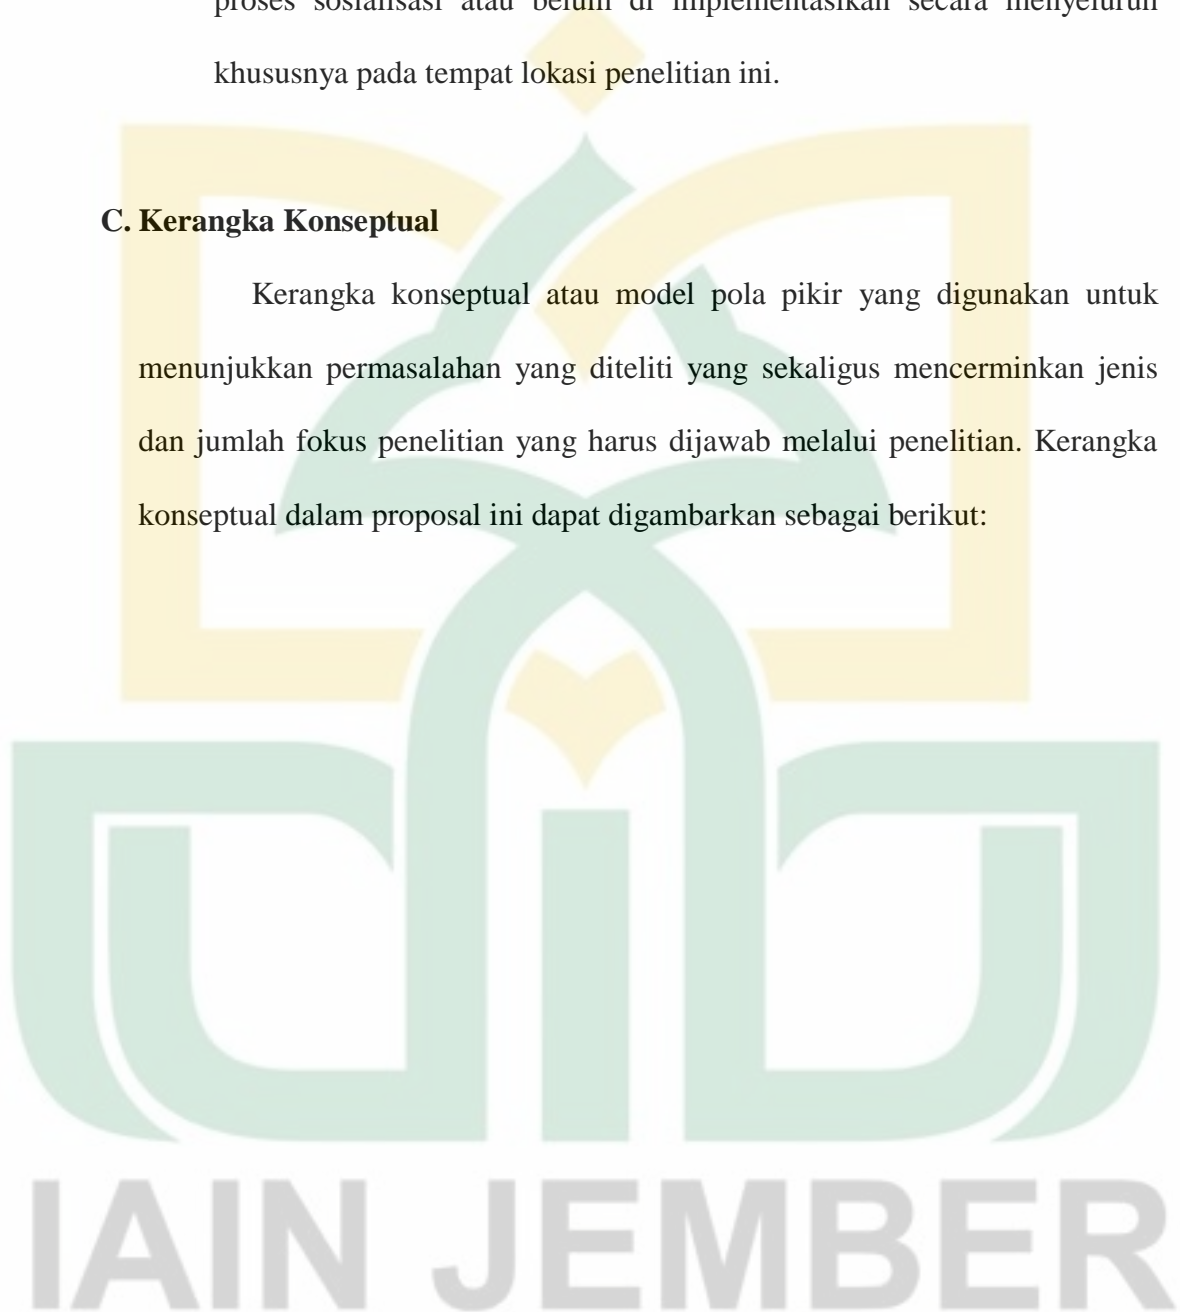 proses sosialisasi atau belum di implementasikan secara menyeluruh
khususnya pada tempat lokasi penelitian ini.
C. Kerangka Konseptual
Kerangka konseptual atau model pola pikir yang digunakan untuk
menunjukkan permasalahan yang diteliti yang sekaligus mencerminkan jenis
dan jumlah fokus penelitian yang harus dijawab melalui penelitian. Kerangka
konseptual dalam proposal ini dapat digambarkan sebagai berikut:
IAIN JEMBER